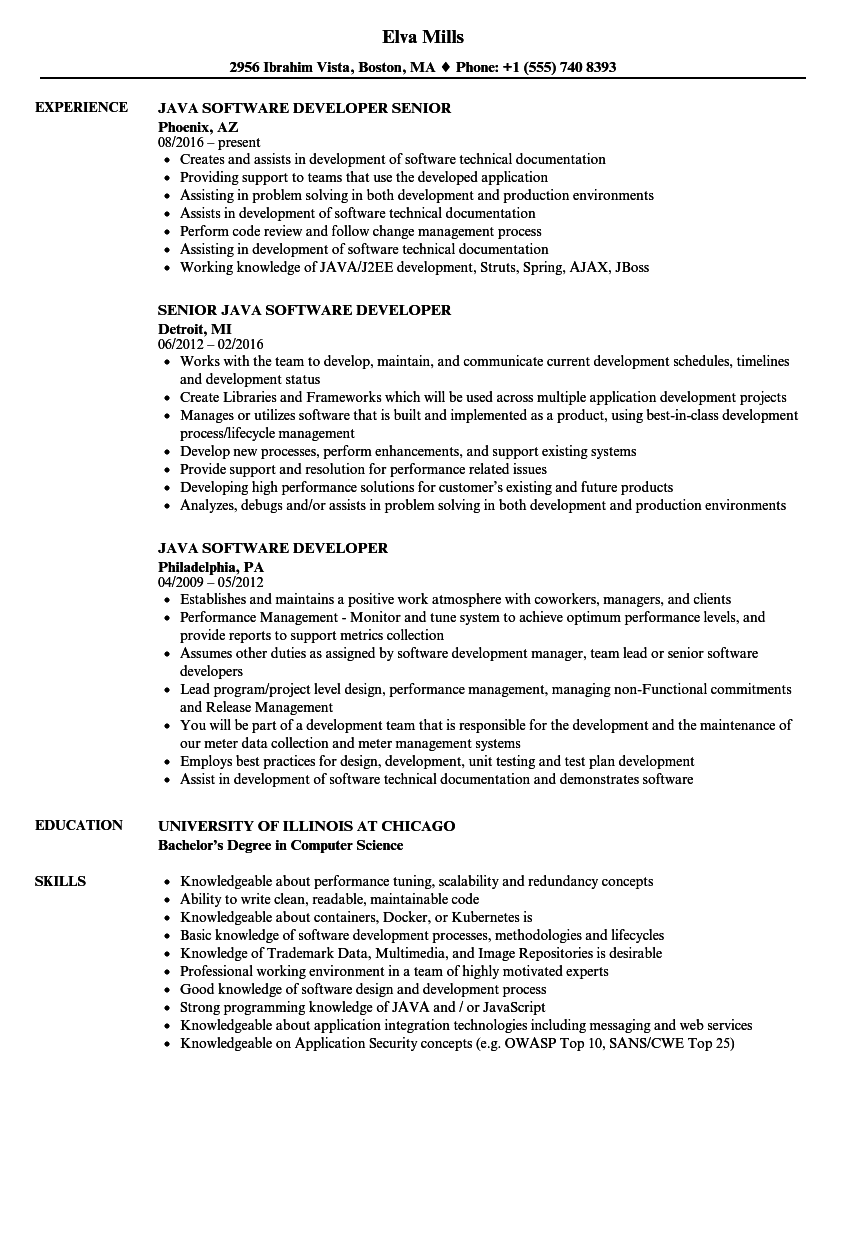 Elva Mills
2956 Ibrahim Vista, Boston, MA ♦ Phone: +1 (555) 740 8393
EXPERIENCE
JAVA SOFTWARE DEVELOPER SENIOR
Phoenix, AZ
08/2016 – present
• Creates and assists in development of software technical documentation
• Providing support to teams that use the developed application
• Assisting in problem solving in both development and production environments
• Assists in development of software technical documentation
• Perform code review and follow change management process
• Assisting in development of software technical documentation
• Working knowledge of JAVA/J2EE development, Struts, Spring, AJAX, JBoss
SENIOR JAVA SOFTWARE DEVELOPER
Detroit, MI
06/2012 – 02/2016
• Works with the team to develop, maintain, and communicate current development schedules, timelines
and development status
• Create Libraries and Frameworks which will be used across multiple application development projects
• Manages or utilizes software that is built and implemented as a product, using best-in-class development
process/lifecycle management
• Develop new processes, perform enhancements, and support existing systems
• Provide support and resolution for performance related issues
• Developing high performance solutions for customer’s existing and future products
• Analyzes, debugs and/or assists in problem solving in both development and production environments
JAVA SOFTWARE DEVELOPER
Philadelphia, PA
04/2009 – 05/2012
• Establishes and maintains a positive work atmosphere with coworkers, managers, and clients
• Performance Management - Monitor and tune system to achieve optimum performance levels, and
provide reports to support metrics collection
• Assumes other duties as assigned by software development manager, team lead or senior software
developers
• Lead program/project level design, performance management, managing non-Functional commitments
and Release Management
• You will be part of a development team that is responsible for the development and the maintenance of
our meter data collection and meter management systems
• Employs best practices for design, development, unit testing and test plan development
• Assist in development of software technical documentation and demonstrates software
EDUCATION
UNIVERSITY OF ILLINOIS AT CHICAGO
Bachelor’s Degree in Computer Science
SKILLS
• Knowledgeable about performance tuning, scalability and redundancy concepts
• Ability to write clean, readable, maintainable code
• Knowledgeable about containers, Docker, or Kubernetes is
• Basic knowledge of software development processes, methodologies and lifecycles
• Knowledge of Trademark Data, Multimedia, and Image Repositories is desirable
• Professional working environment in a team of highly motivated experts
• Good knowledge of software design and development process
• Strong programming knowledge of JAVA and / or JavaScript
• Knowledgeable about application integration technologies including messaging and web services
• Knowledgeable on Application Security concepts (e.g. OWASP Top 10, SANS/CWE Top 25)